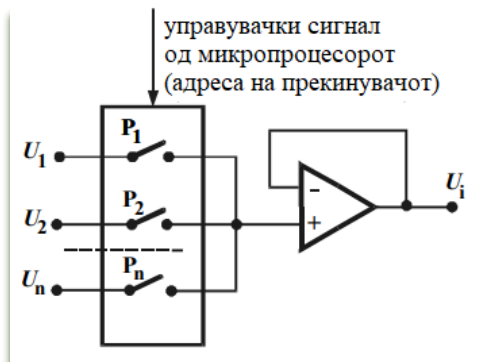 управувачки сигнал
од микропроцесорот
(адреса на прекинувачот)
P1
U1
P2
U2
Pn
Un
-
+
Ui